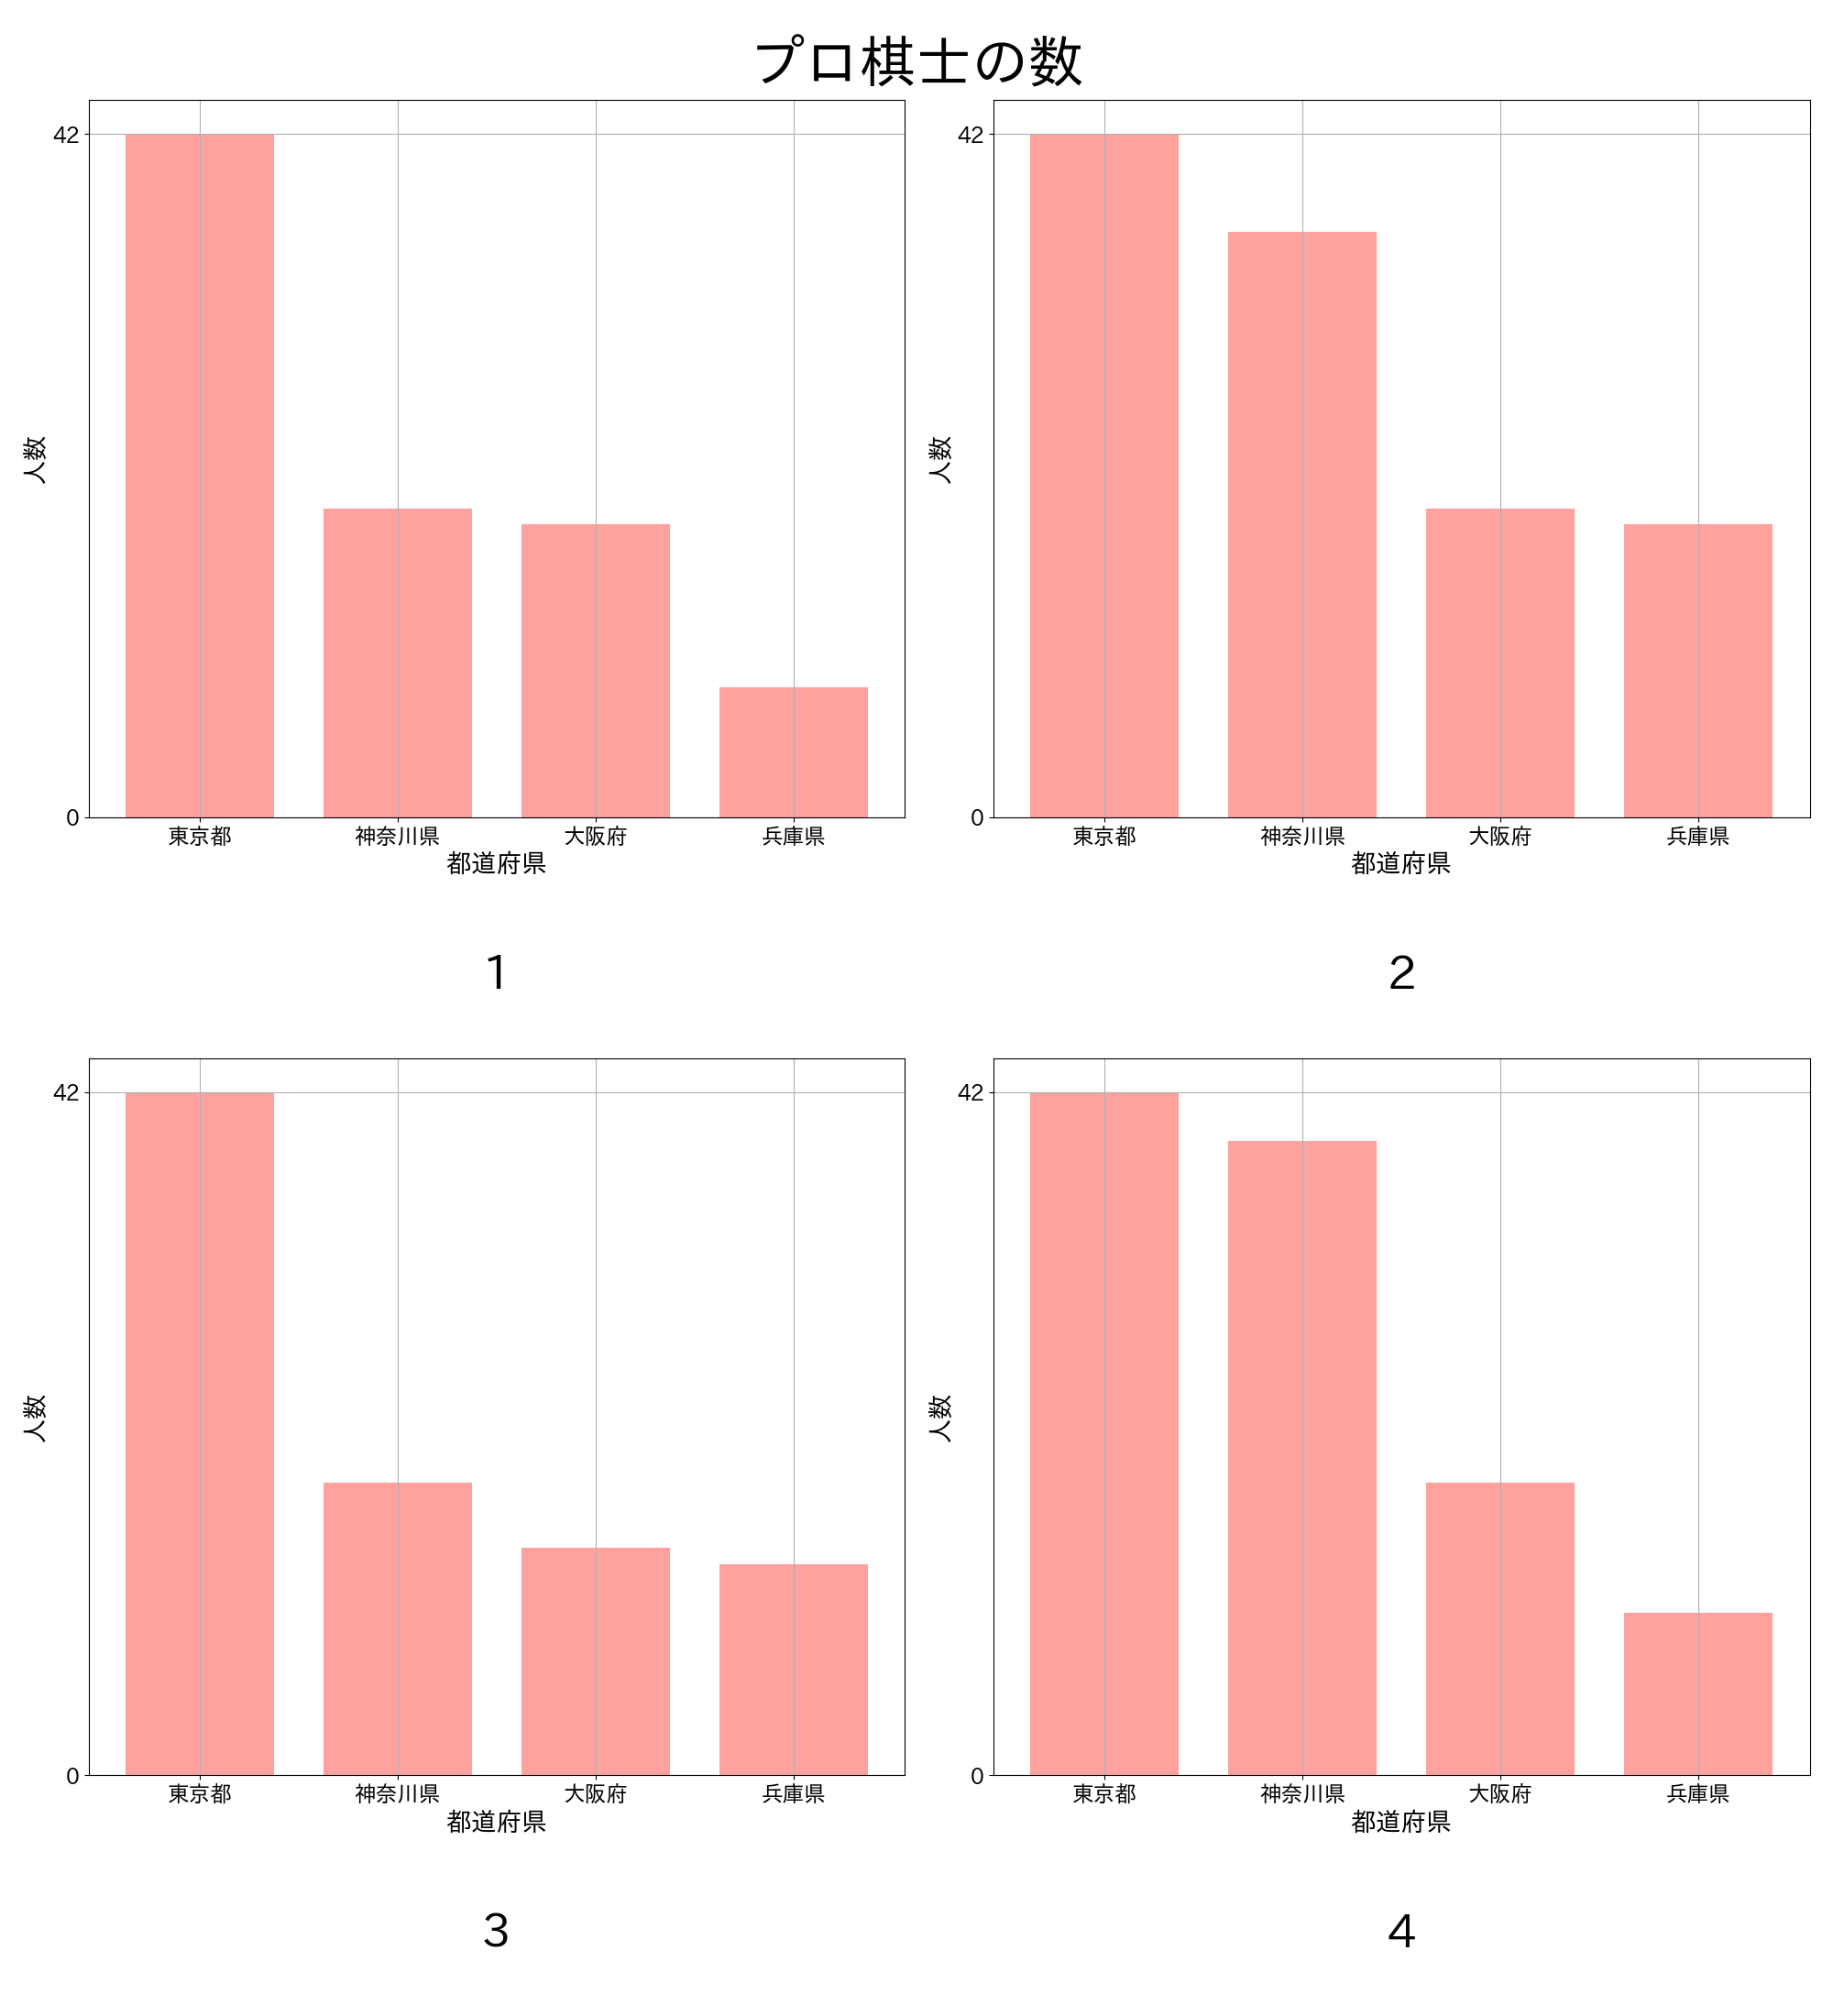 プロ棋士の数
42
人数
0
東京都 神奈川県 大阪府 兵庫県
都道府県
1
42
人数
0
東京都 神奈川県 大阪府 兵庫県
都道府県
2
42
人数
0
東京都 神奈川県 大阪府 兵庫県
都道府県
3
42
人数
0
東京都 神奈川県 大阪府 兵庫県
都道府県
4